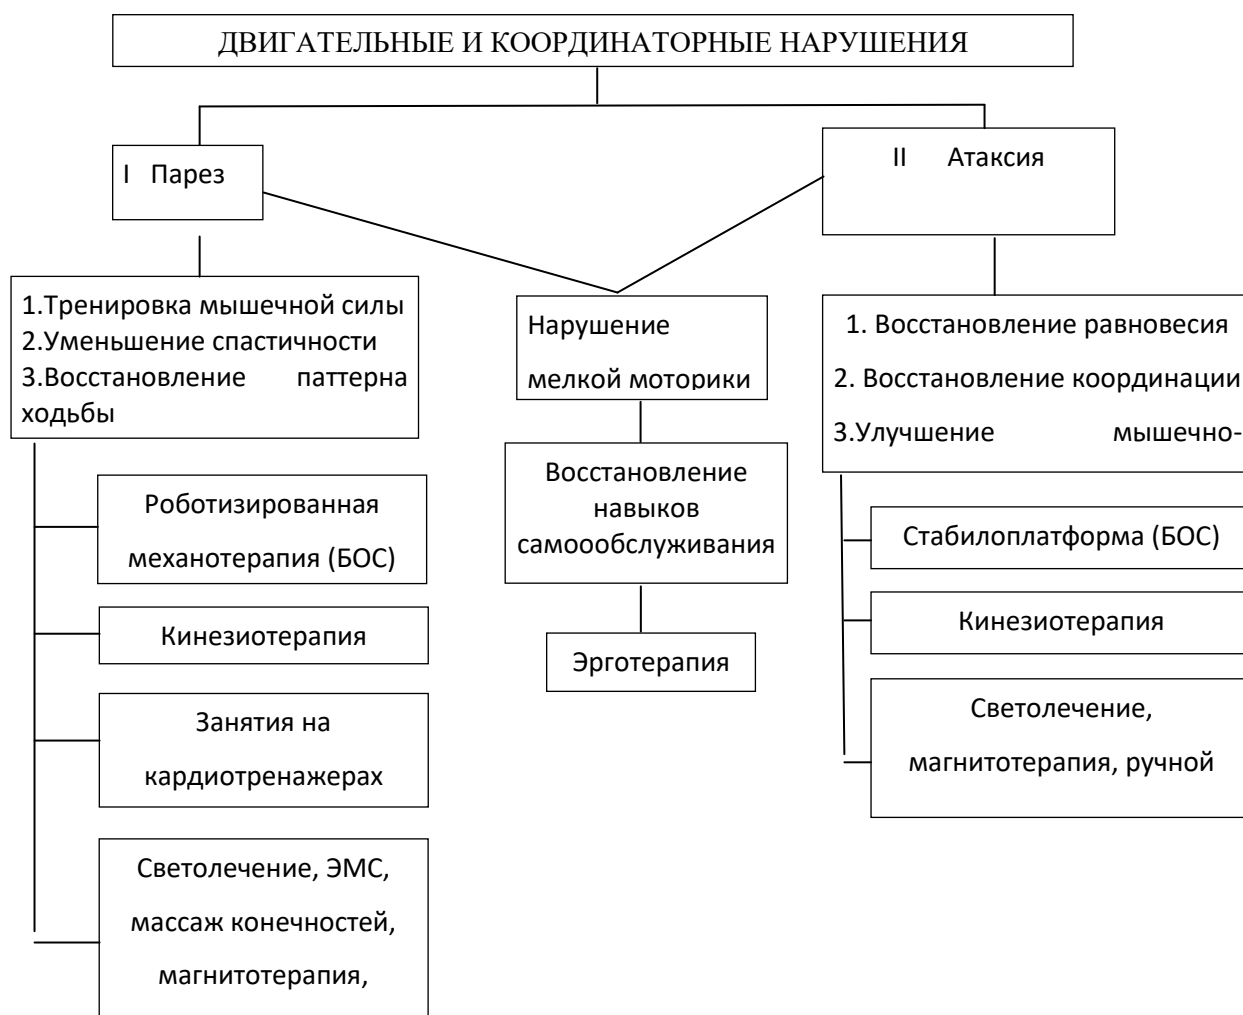 ДВИГАТЕЛЬНЫЕ И КООРДИНАТОРНЫЕ НАРУШЕНИЯ
I Парез
II Атаксия
1.Тренировка мышечной силы
2.Уменьшение спастичности
3.Восстановление паттерна
ходьбы
Нарушение
мелкой моторики
1. Восстановление равновесия
2. Восстановление координации
3.Улучшение мышечно-
Роботизированная
механотерапия (БОС)
Кинезиотерапия
Занятия на
кардиотренажерах
Светолечение, ЭМС,
массаж конечностей,
магнитотерапия,
Восстановление
навыков
самоообслуживания
Эрготерапия
Стабилоплатформа (БОС)
Кинезиотерапия
Светолечение,
магнитотерапия, ручной